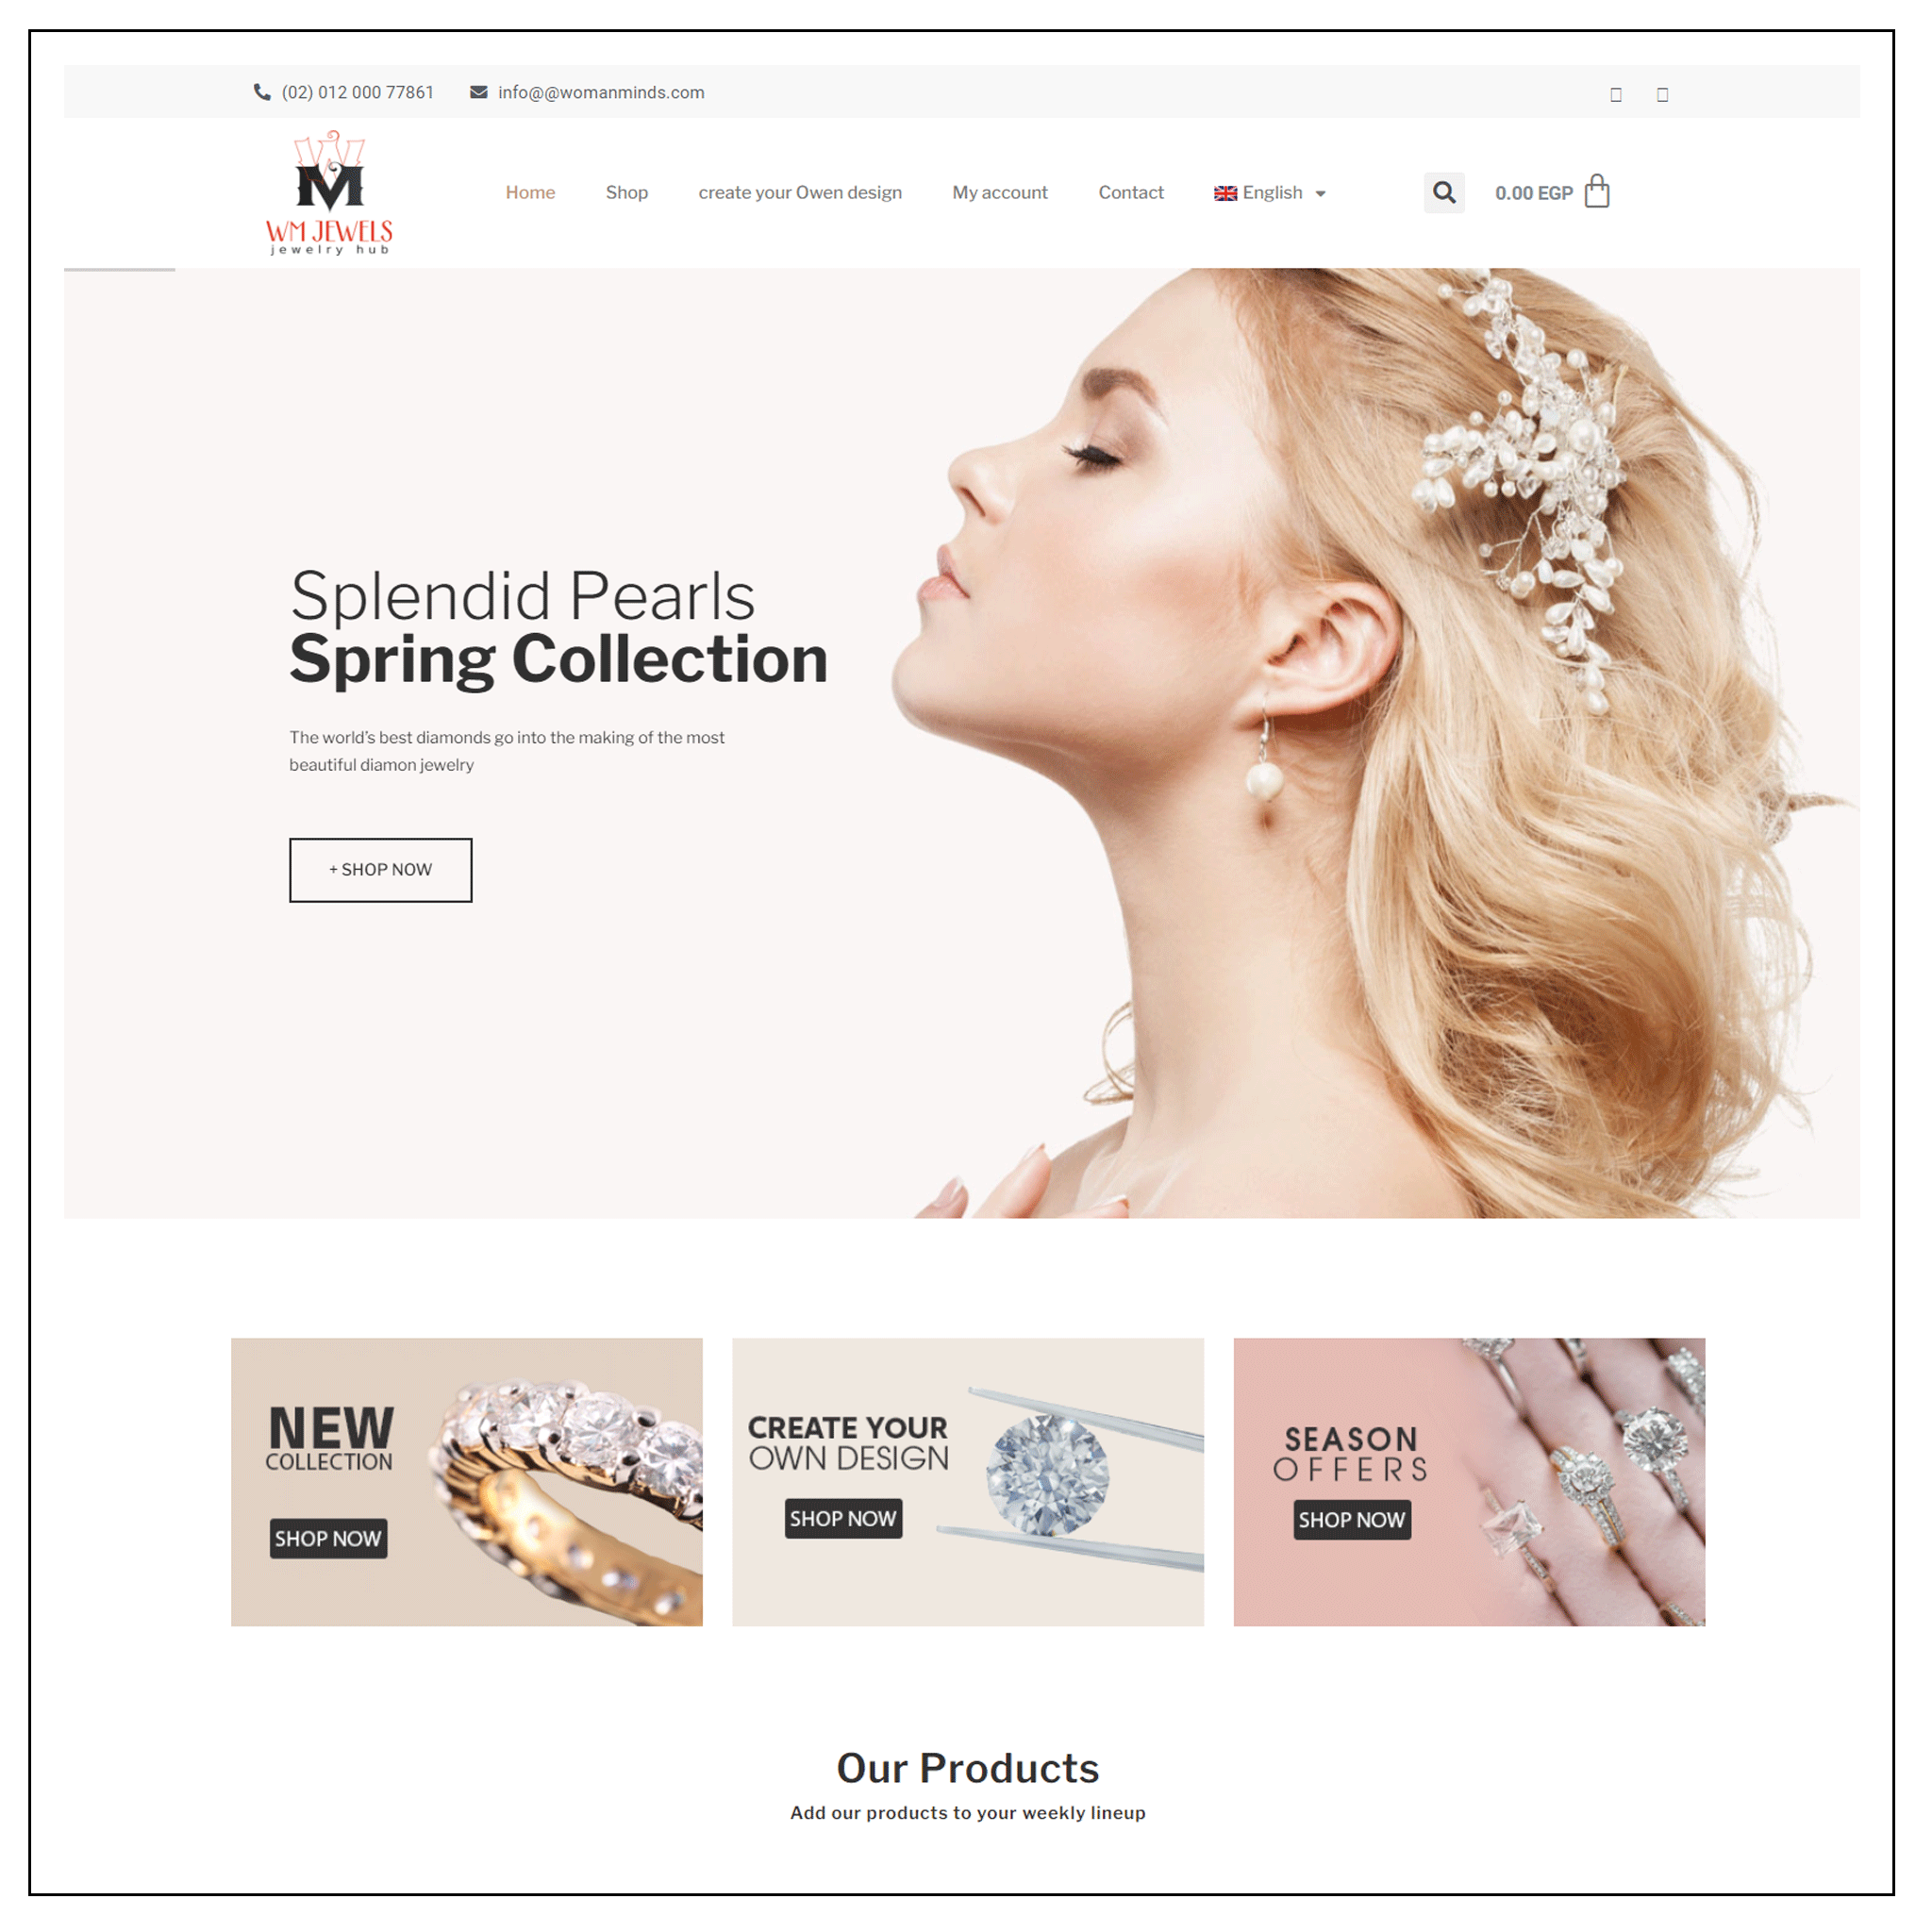 (02) 012 000 77861
info@@womanminds.com
WM
WM JEWELS
jewelry hub
Home
Shop
create your Owen design
My account
Contact
English
0.00 EGP
Splendid Pearls
Spring Collection
The world’s best diamonds go into the making of the most
beautiful diamon jewelry
+ SHOP NOW
NEW
COLLECTION
SHOP NOW
CREATE YOUR
OWN DESIGN
SHOP NOW
SEASON
OFFERS
SHOP NOW
Our Products
Add our products to your weekly lineup